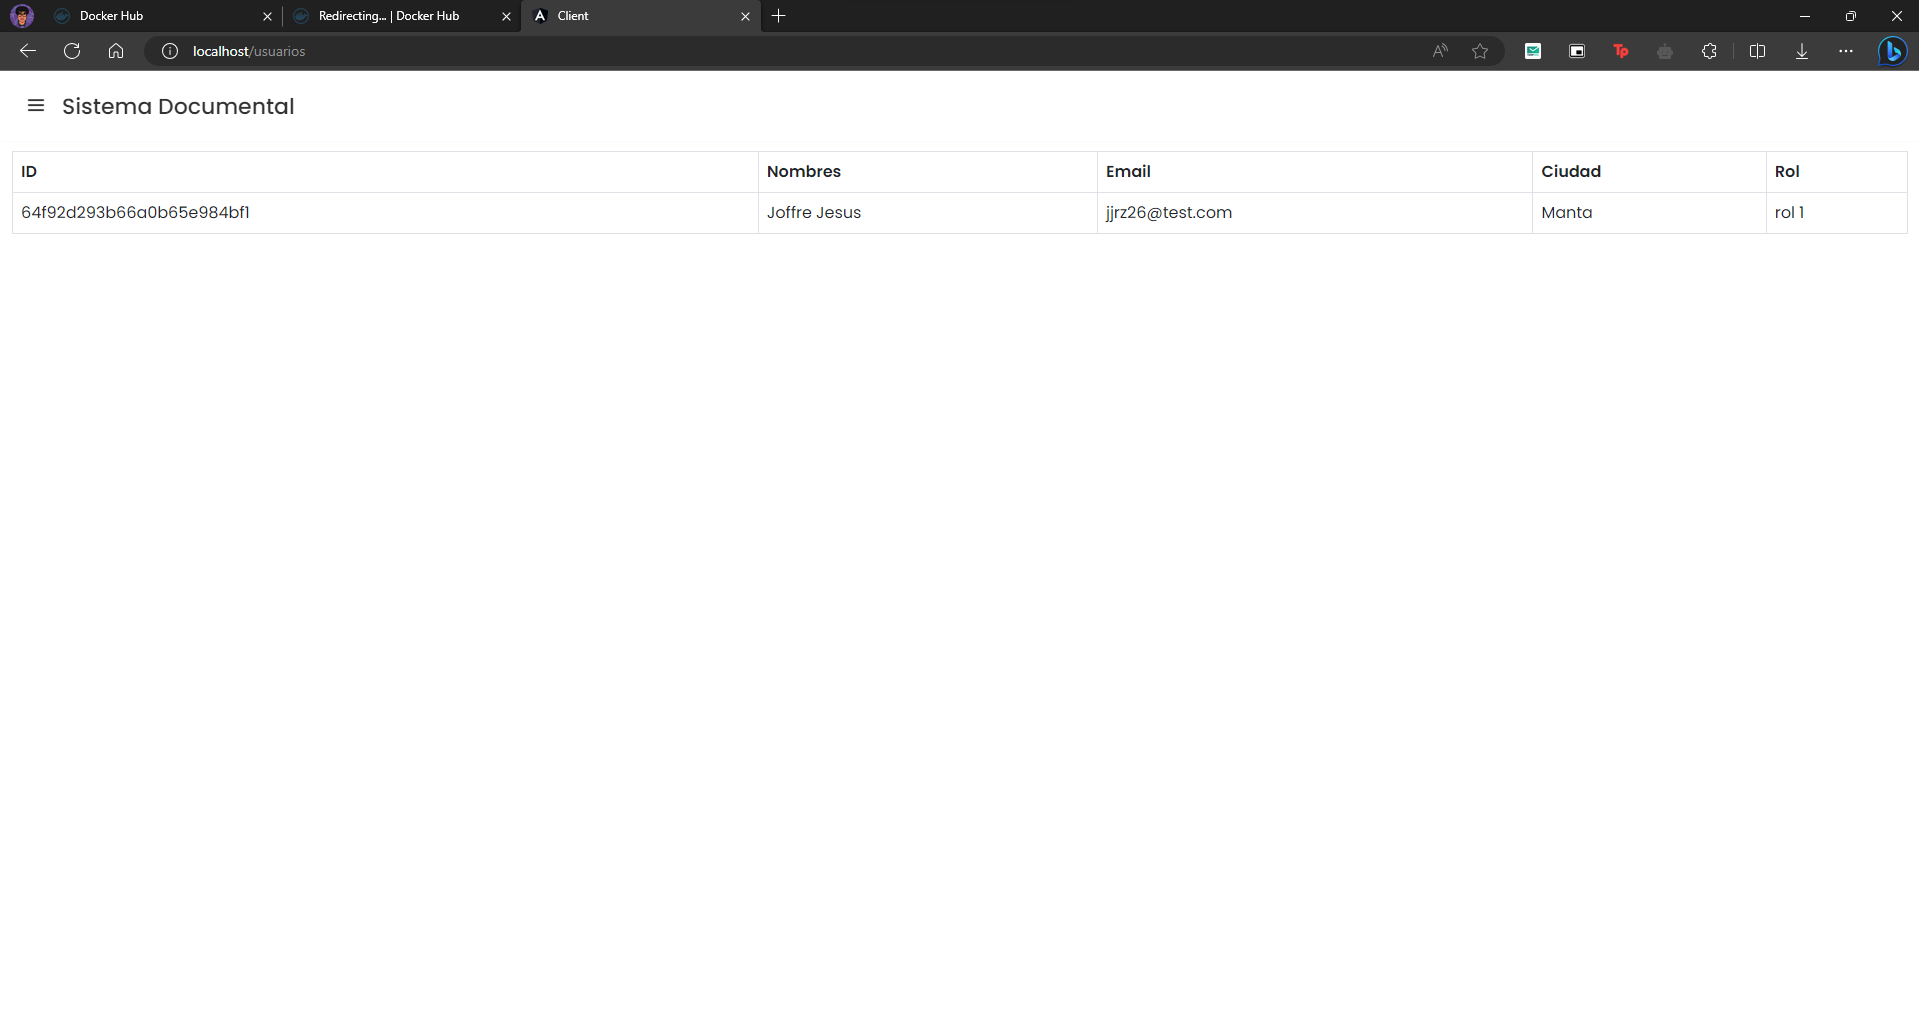 Docker Hub
Redirecting... | Docker Hub
Client
localhost/usuarios
Sistema Documental
ID Nombres Email Ciudad Rol
64f92d293b66a0b65e984bf1 Joffre Jesus jjrz26@test.com Manta rol 1